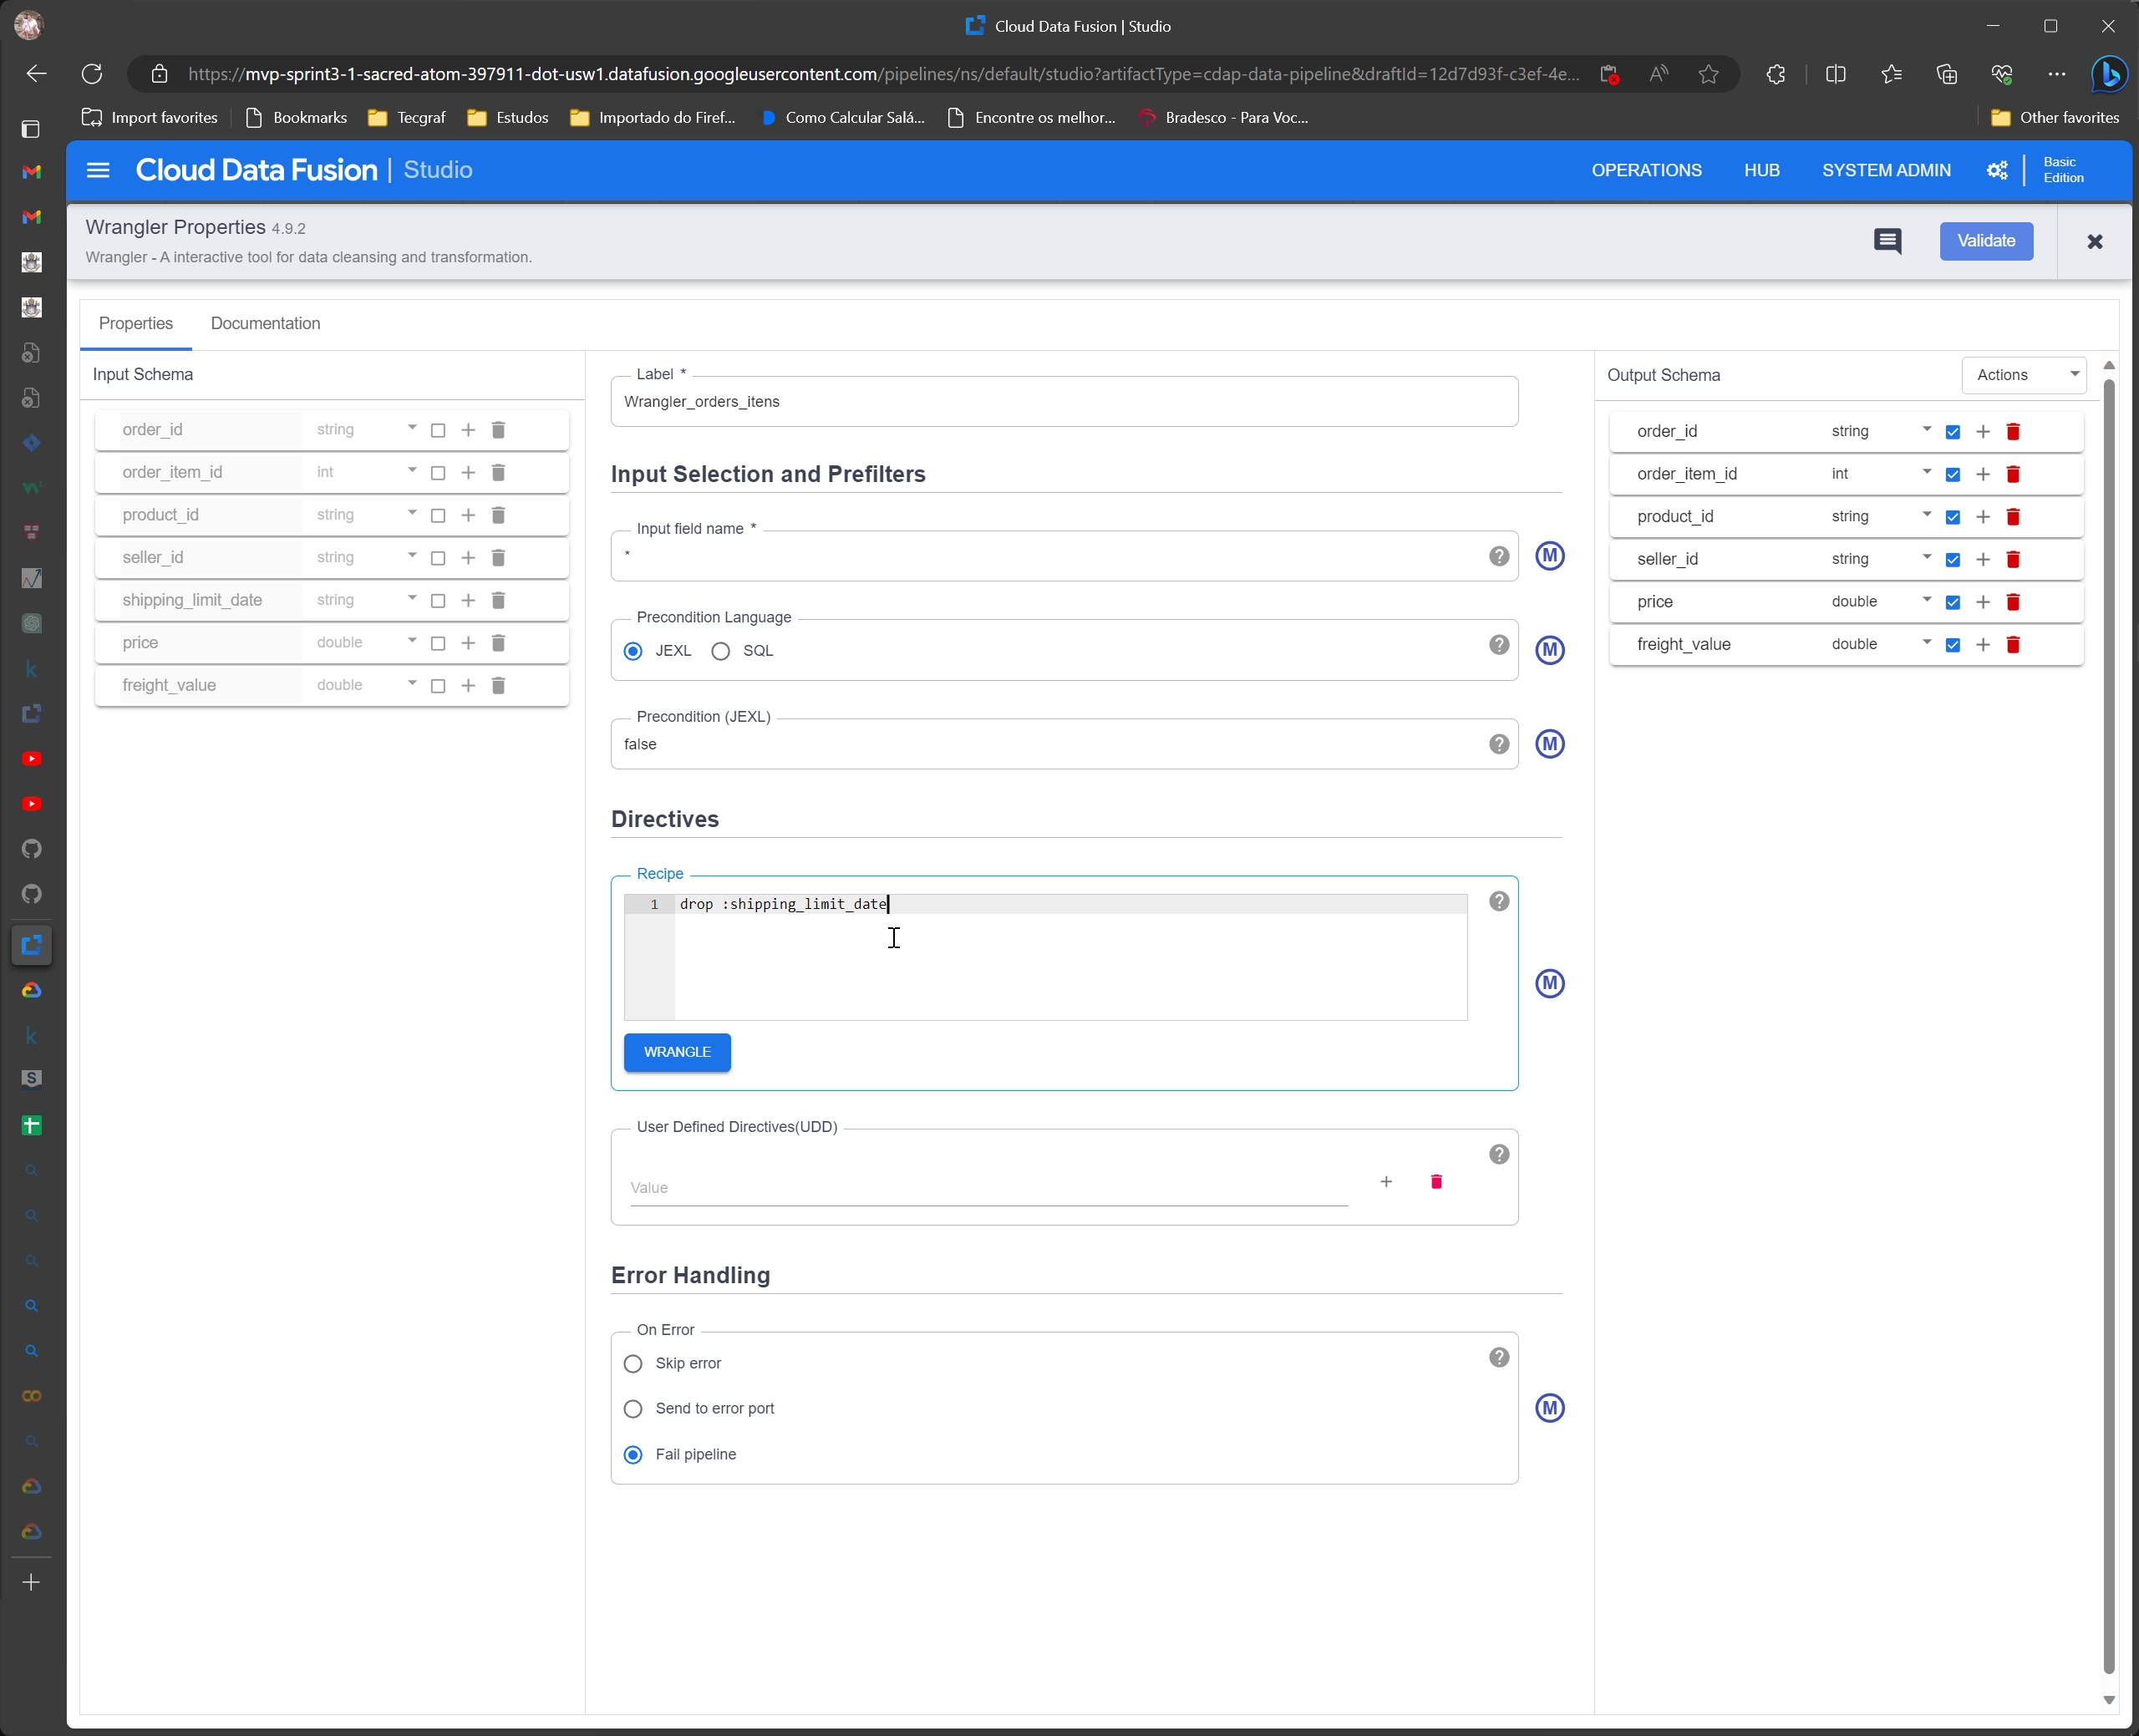 Cloud Data Fusion | Studio
https://mvp-sprint3-1-sacred-atom-397911-dot-usw1.datafusion.googleusercontent.com/pipelines/ns/default/studio?artifactType=cdap-data-pipeline&draftId=12d7d93f-c3ef-4e...
Import favorites
Bookmarks
Tecgraf
Estudos
Importado do Firef...
Como Calcular Salá...
Encontre os melhor...
Bradesco - Para Voc...
Other favorites
Cloud Data Fusion | Studio
OPERATIONS
HUB
SYSTEM ADMIN
Basic
Edition
Wrangler Properties 4.9.2
Wrangler - A interactive tool for data cleansing and transformation.
Validate
Properties
Documentation
Input Schema
order_id string
order_item_id int
product_id string
seller_id string
shipping_limit_date string
price double
freight_value double
Label *
Wrangler_orders_itens
Input Selection and Prefilters
Input field name *
*
M
Precondition Language
JEXL
SQL
M
Precondition (JEXL)
false
M
Directives
Recipe
1 drop :shipping_limit_date
M
WRANGLE
User Defined Directives(UDD)
Value
Error Handling
On Error
Skip error
Send to error port
M
Fail pipeline
Output Schema
Actions
order_id string
order_item_id int
product_id string
seller_id string
price double
freight_value double